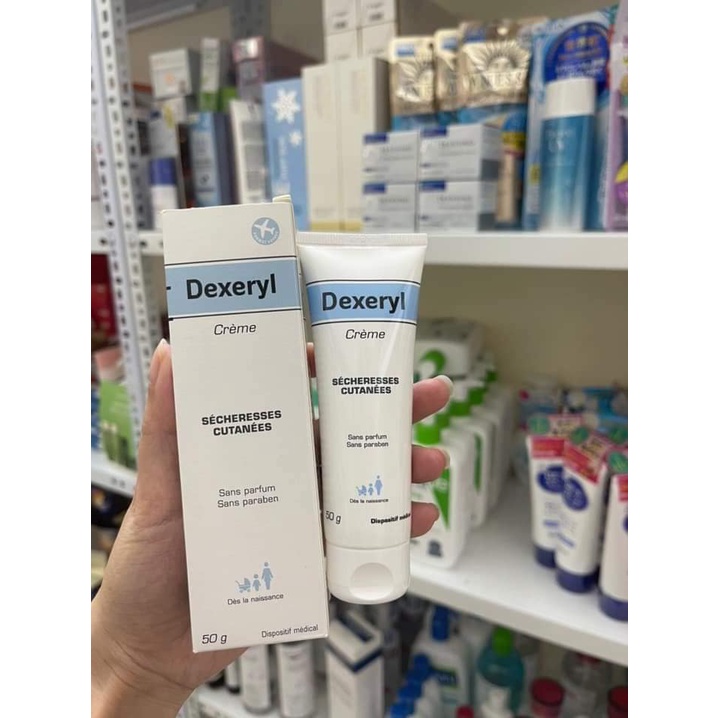 Dexeryl
Crème
SÉCHERESSES
CUTANÉES
Sans parfum
Sans paraben
Dès la naissance
50 g
Dispositif médical
Dexeryl
Crème
SÉCHERESSES
CUTANÉES
Sans parfum
Sans paraben
Dès la naissance
50 g
Dispositif médical